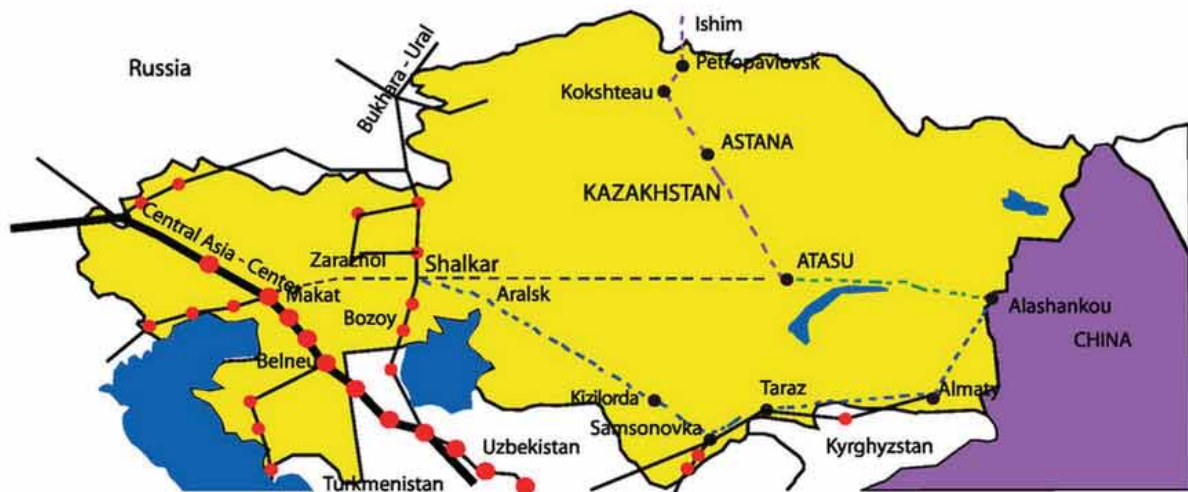 Ishim
Russia
Petropavlovsk
Bukhara - Ural
Kokshteau
ASTANA
KAZAKHSTAN
Central Asia - Center
Zarazhol
Shalkar
ATASU
Makat
Aralsk
Alashankou
Bozoy
CHINA
Belneu
Kizilorda
Taraz
Almaty
Samsonovka
Uzbekistan
Kyrghyzstan
Turkmenistan